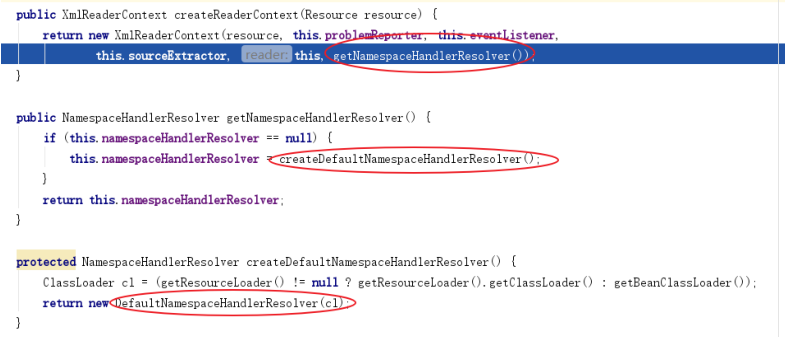 public XmlReaderContext createReaderContext(Resource resource) {
return new XmlReaderContext(resource, this.problemReporter, this.eventListener,
this.sourceExtractor, reader: this, getNamespaceHandlerResolver());
}
public NamespaceHandlerResolver getNamespaceHandlerResolver() {
if (this.namespaceHandlerResolver == null) {
this.namespaceHandlerResolver = createDefaultNamespaceHandlerResolver();
}
return this.namespaceHandlerResolver;
}
protected NamespaceHandlerResolver createDefaultNamespaceHandlerResolver() {
ClassLoader cl = (getResourceLoader() != null ? getResourceLoader().getClassLoader() : getBeanClassLoader());
return new DefaultNamespaceHandlerResolver(cl);
}